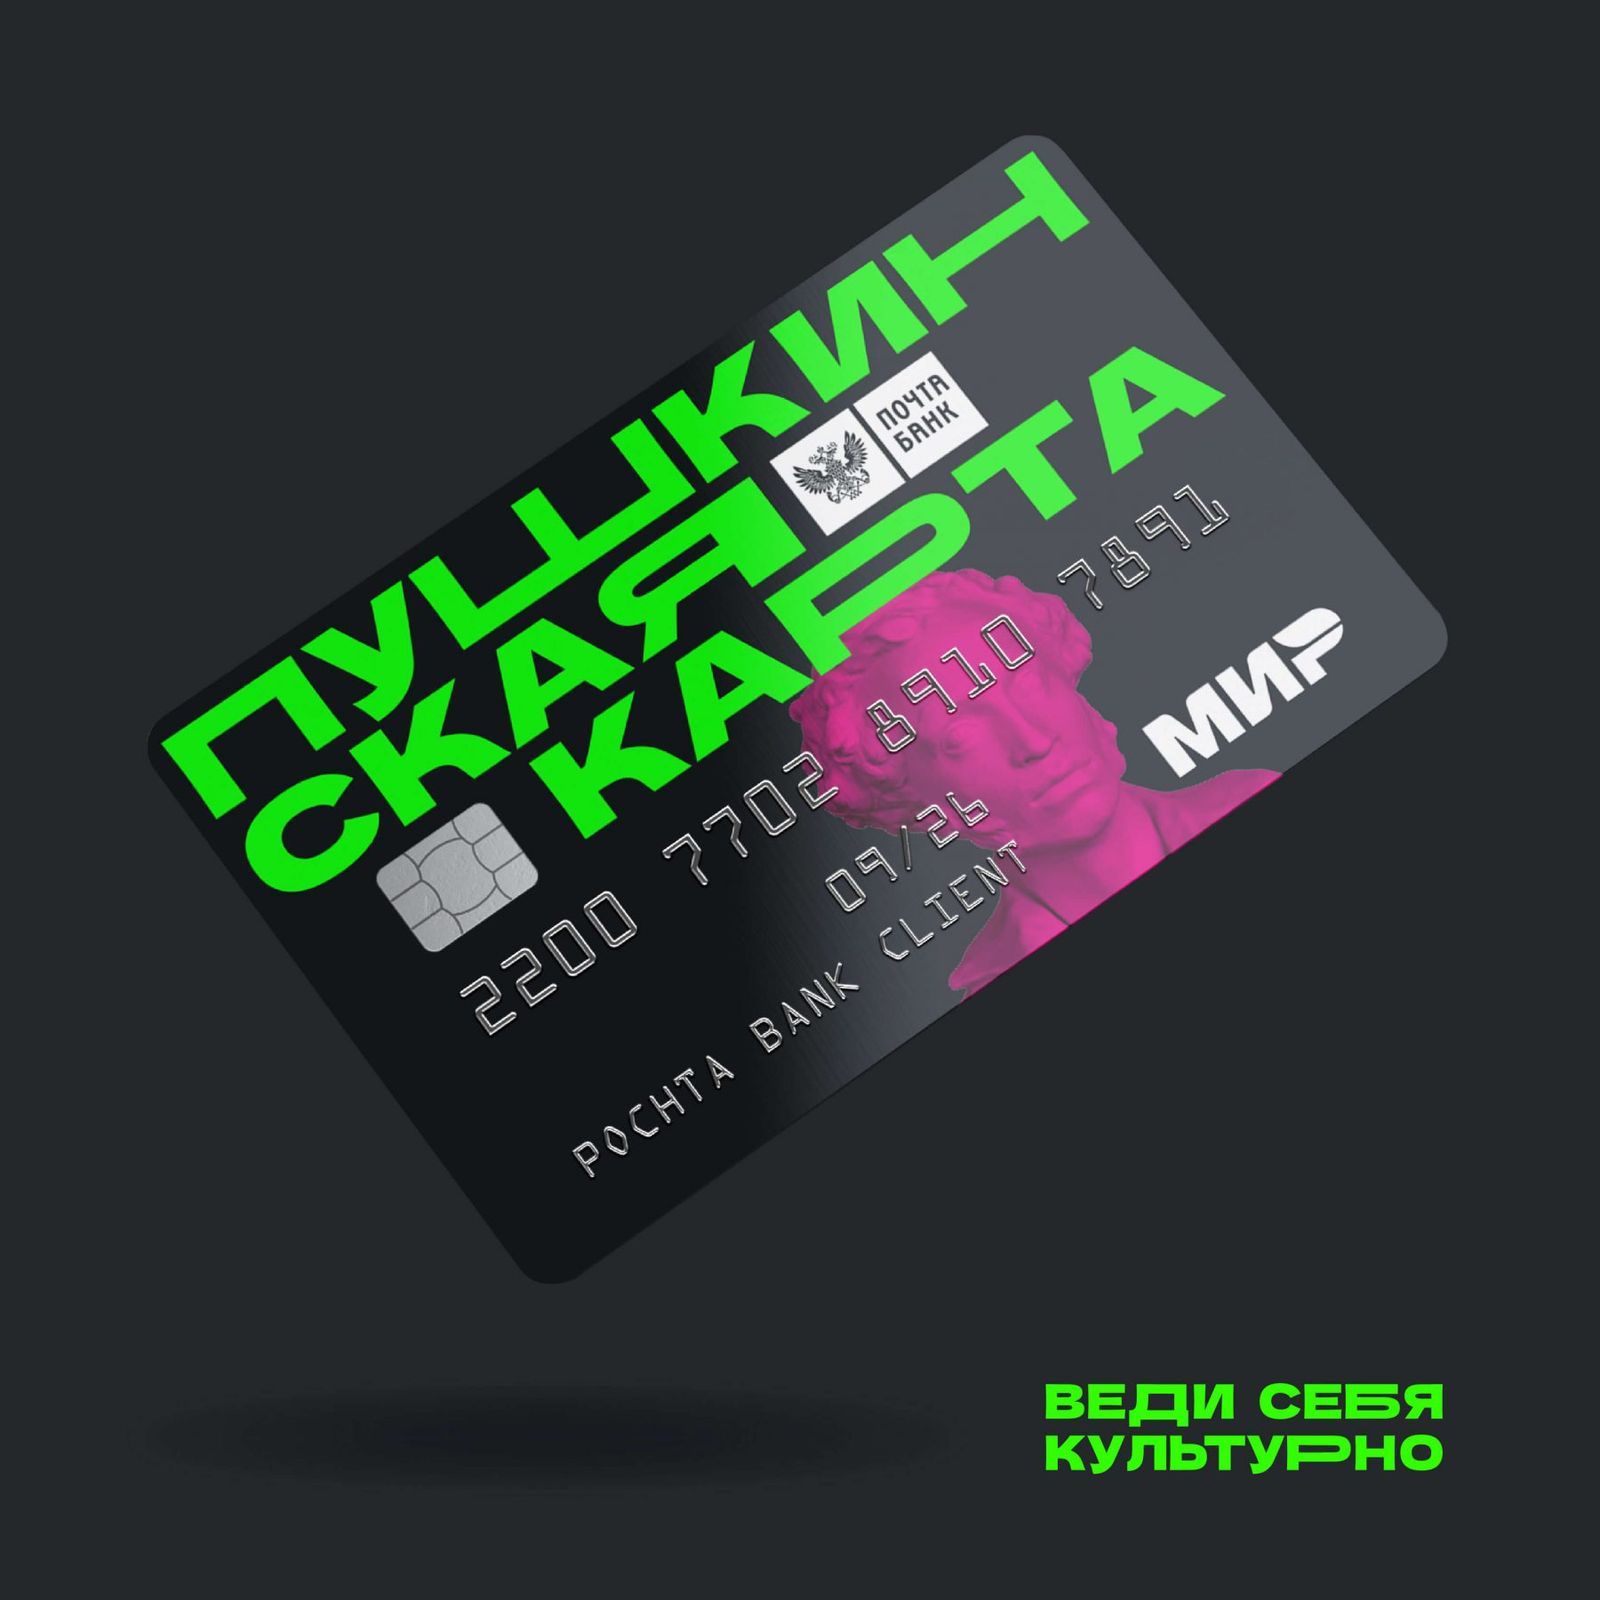 ПУШКИН
СКАЯ
ПОЧТА
БАНК
КАРТА
2200 7702 8910 7891
МИР
09/26
POCHTA BANK CLIENT
ВЕДИ СЕБЯ
КУЛЬТУРНО